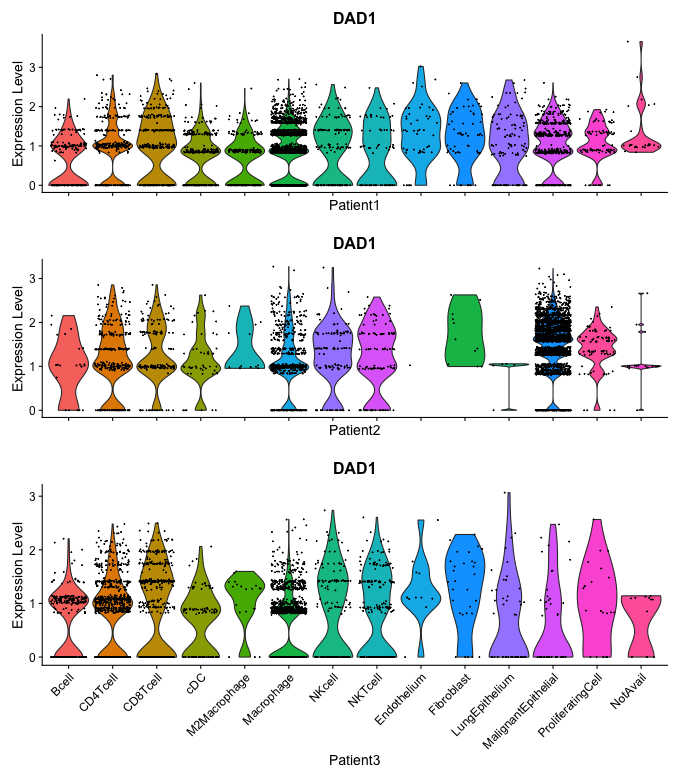 DAD1
Expression Level
3
2
1
0
Patient1
DAD1
Expression Level
3
2
1
0
Patient2
DAD1
Expression Level
3
2
1
0
Bcell
CD4Tcell
CD8Tcell
cDC
M2Macrophage
Macrophage
NKcell
NKTcell
Endothelium
Fibroblast
LungEpithelium
MalignantEpithelial
ProliferatingCell
NotAvail
Patient3